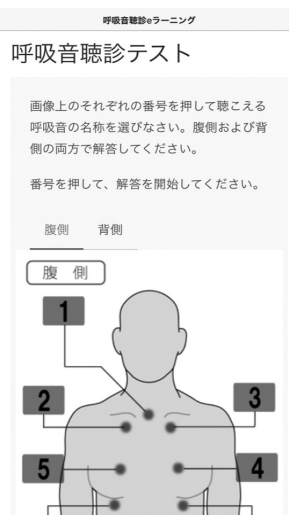 呼吸音聴診eラーニング
呼吸音聴診テスト
画像上のそれぞれの番号を押して聴こえる
呼吸音の名称を選びなさい。腹側および背
側の両方で解答してください。
番号を押して、解答を開始してください。
腹側 背側
腹 側
1
2 3
5 4